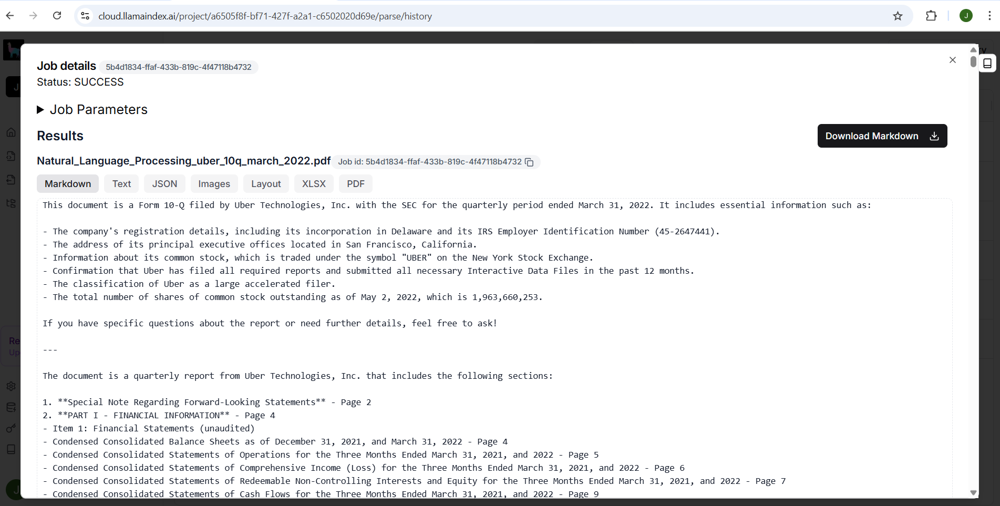 cloud.llamaindex.ai/project/a6505f8f-bf71-427f-a2a1-c6502020d69e/parse/history
J
Job details 5b4d1834-ffaf-433b-819c-4f47118b4732
Status: SUCCESS
J
Job Parameters
Results
Download Markdown
Natural_Language_Processing_uber_10q_march_2022.pdf Job id: 5b4d1834-ffaf-433b-819c-4f47118b4732
Markdown Text JSON Images Layout XLSX PDF
This document is a Form 10-Q filed by Uber Technologies, Inc. with the SEC for the quarterly period ended March 31, 2022. It includes essential information such as:
- The company's registration details, including its incorporation in Delaware and its IRS Employer Identification Number (45-2647441).
- The address of its principal executive offices located in San Francisco, California.
- Information about its common stock, which is traded under the symbol "UBER" on the New York Stock Exchange.
- Confirmation that Uber has filed all required reports and submitted all necessary Interactive Data Files in the past 12 months.
- The classification of Uber as a large accelerated filer.
- The total number of shares of common stock outstanding as of May 2, 2022, which is 1,963,660,253.
If you have specific questions about the report or need further details, feel free to ask!
---
The document is a quarterly report from Uber Technologies, Inc. that includes the following sections:
1. **Special Note Regarding Forward-Looking Statements** - Page 2
2. **PART I - FINANCIAL INFORMATION** - Page 4
- Item 1: Financial Statements (unaudited)
- Condensed Consolidated Balance Sheets as of December 31, 2021, and March 31, 2022 - Page 4
- Condensed Consolidated Statements of Operations for the Three Months Ended March 31, 2021, and 2022 - Page 5
- Condensed Consolidated Statements of Comprehensive Income (Loss) for the Three Months Ended March 31, 2021, and 2022 - Page 6
- Condensed Consolidated Statements of Redeemable Non-Controlling Interests and Equity for the Three Months Ended March 31, 2021, and 2022 - Page 7
- Condensed Consolidated Statements of Cash Flows for the Three Months Ended March 31, 2021, and 2022 - Page 9
J